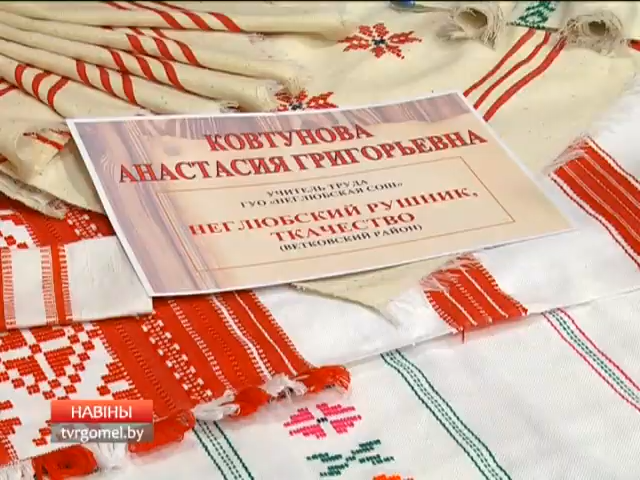 КОВТУНОВА
АНАСТАСИЯ ГРИГОРЬЕВНА
УЧИТЕЛЬ ТРУДА
ГУО «НЕГЛЮБСКАЯ СОШ»
НЕГЛЮБСКИЙ РУШНИК,
ТКАЧЕСТВО
(ВЕТКОВСКИЙ РАЙОН)
НАВІНЫ
tvrgomel.by